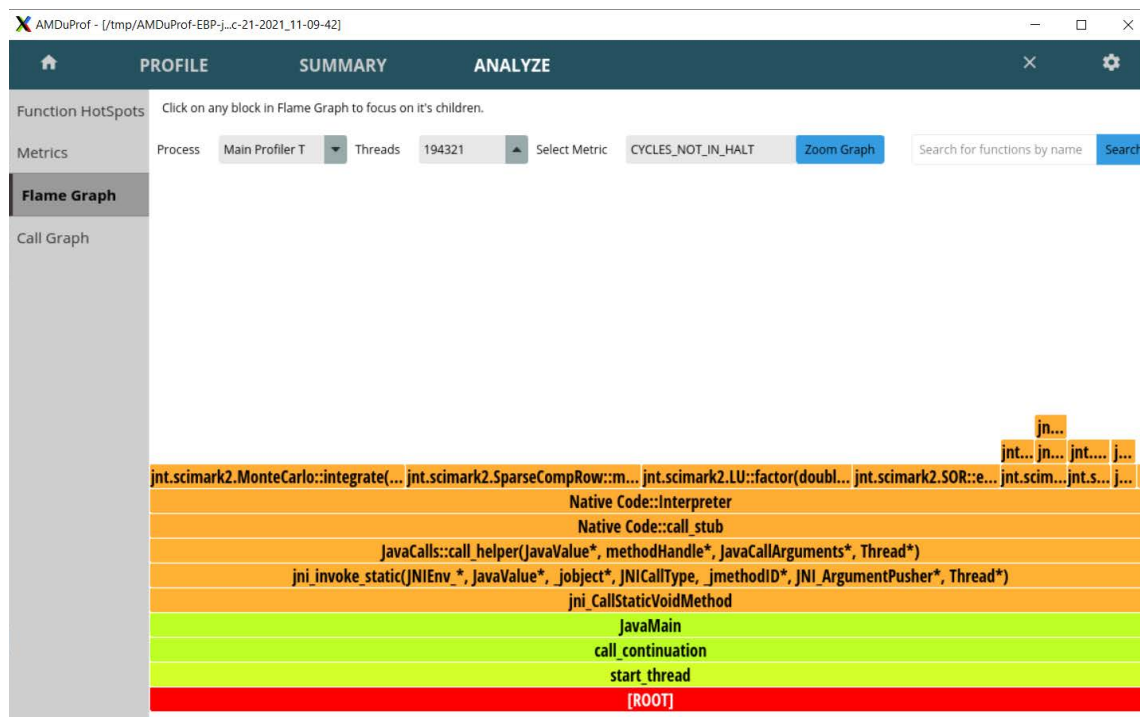 AMDuProf - [/tmp/AMDuProf-EBP-j...c-21-2021_11-09-42]
PROFILE SUMMARY ANALYZE
Function HotSpots
Metrics
Flame Graph
Call Graph
Click on any block in Flame Graph to focus on it's children.
Process Main Profiler T Threads 194321 Select Metric CYCLES_NOT_IN_HALT Zoom Graph Search for functions by name Search
jn...
jnt... jn... jnt.... j...
jnt.scimark2.MonteCarlo::integrate(... jnt.scimark2.SparseCompRow::m... jnt.scimark2.LU::factor(doubl... jnt.scimark2.SOR::e... jnt.scim... jnt.s... j...
Native Code::Interpreter
Native Code::call_stub
JavaCalls::call_helper(JavaValue*, methodHandle*, JavaCallArguments*, Thread*)
jni_invoke_static(JNIEnv_*, JavaValue*, _jobject*, JNICallType, _jmethodID*, JNI_ArgumentPusher*, Thread*)
jni_CallStaticVoidMethod
JavaMain
call_continuation
start_thread
[ROOT]